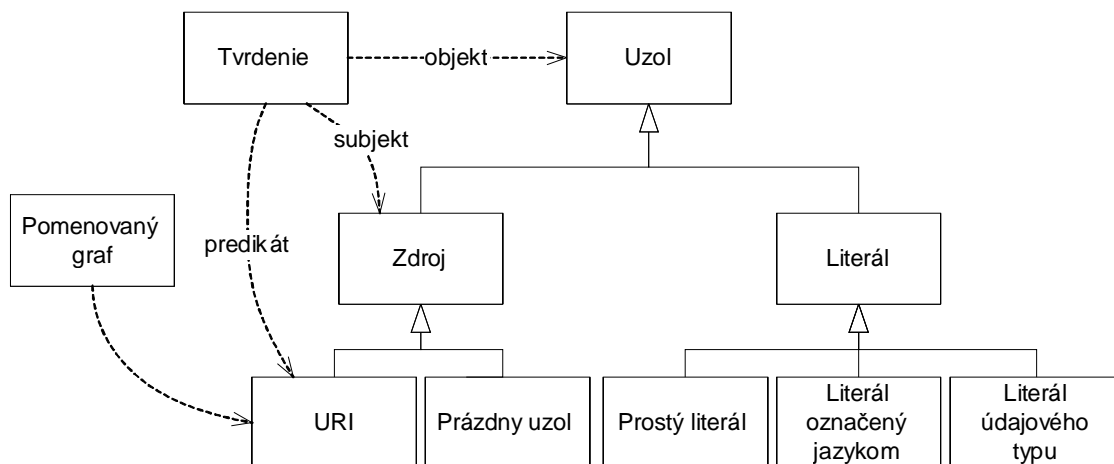 Tvrdenie
objekt
Uzol
subjekt
Pomenovaný
graf
predikát
Zdroj
Literál
URI
Prázdny uzol
Prostý literál
Literál
označený
jazykom
Literál
údajového
typu